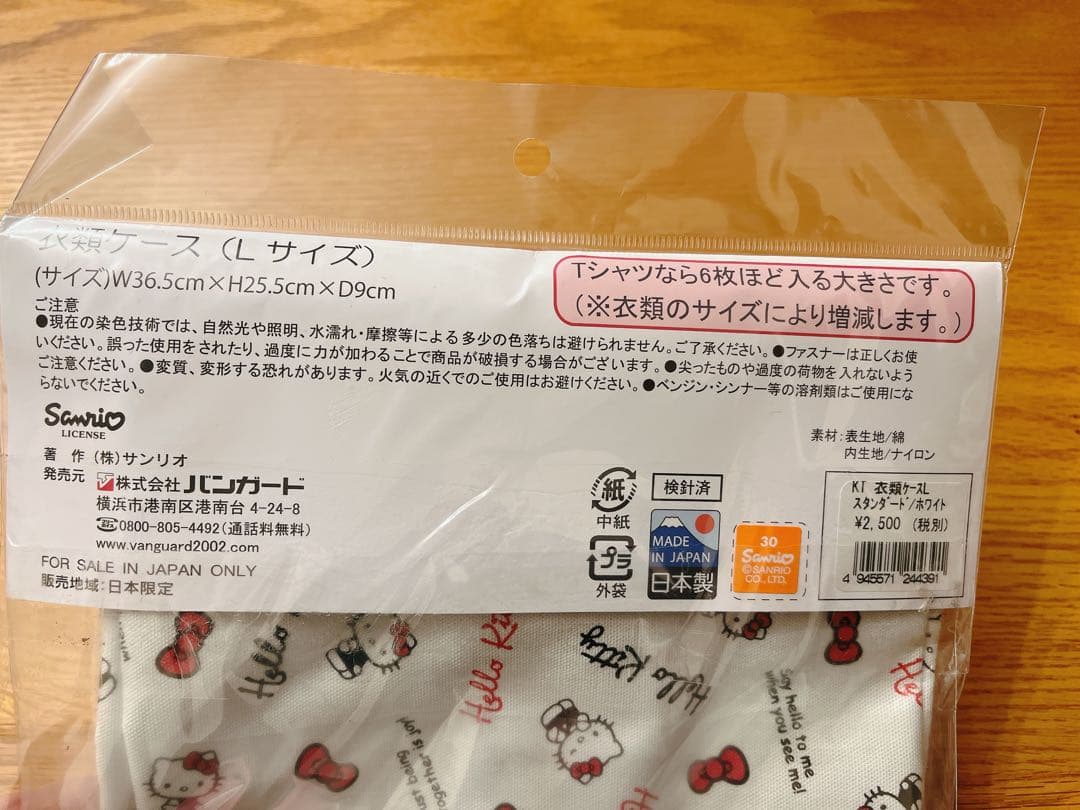 衣類ケース(Lサイズ)
(サイズ)W36.5cm×H25.5cm×D9cm
Tシャツなら6枚ほど入る大きさです。
(※衣類のサイズにより増減します。)
ご注意
●現在の染色技術では、自然光や照明、水濡れ・摩擦等による多少の色落ちは避けられません。ご了承ください。●ファスナーは正しくお使
いください。誤った使用をされたり、過度に力が加わることで商品が破損する場合がございます。●尖ったものや過度の荷物を入れないよう
ご注意ください。●変質、変形する恐れがあります。火気の近くでのご使用はお避けください。●ベンジン・シンナー等の溶剤類はご使用にな
らないでください。
Sanrio
LICENSE
著 作 (株)サンリオ
発売元 株式会社バンガード
横浜市港南区港南台 4-24-8
0800-805-4492(通話料無料)
www.vanguard2002.com
FOR SALE IN JAPAN ONLY
販売地域:日本限定
素材:表生地/綿
内生地/ナイロン
紙
中紙
プラ
外袋
検針済
MADE
IN JAPAN
日本製
30
Sanrio
©SANRIO
CO., LTD.
KT 衣類ケースL
スタンダード/ホワイト
¥2,500 (税別)
4 945571 244391
Hello
Hello Ki
Hello Kitty
Hello
He
say hello to me
when you see me!
just being
together is joy!